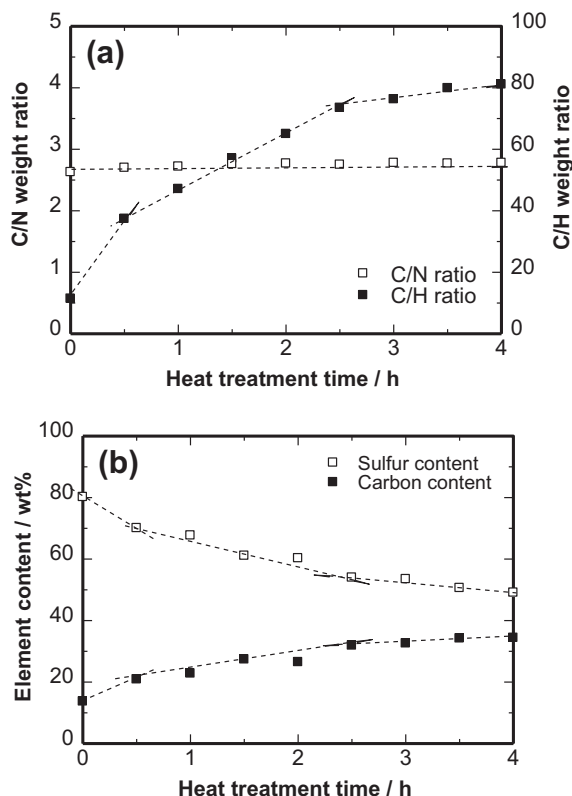 (a)
C/N weight ratio
C/H weight ratio
5
4
3
2
1
0
100
80
60
40
20
0
C/N ratio
C/H ratio
0 1 2 3 4
Heat treatment time / h
(b)
Element content / wt%
100
80
60
40
20
0
Sulfur content
Carbon content
0 1 2 3 4
Heat treatment time / h